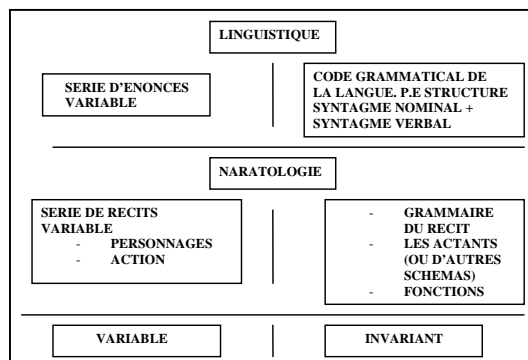 LINGUISTIQUE
SERIE D'ENONCES
VARIABLE
CODE GRAMMATICAL DE
LA LANGUE. P.E STRUCTURE
SYNTAGME NOMINAL +
SYNTAGME VERBAL
NARATOLOGIE
SERIE DE RECITS
VARIABLE
- PERSONNAGES
- ACTION
- GRAMMAIRE
DU RECIT
- LES ACTANTS
(OU D'AUTRES
SCHEMAS)
- FONCTIONS
VARIABLE
INVARIANT